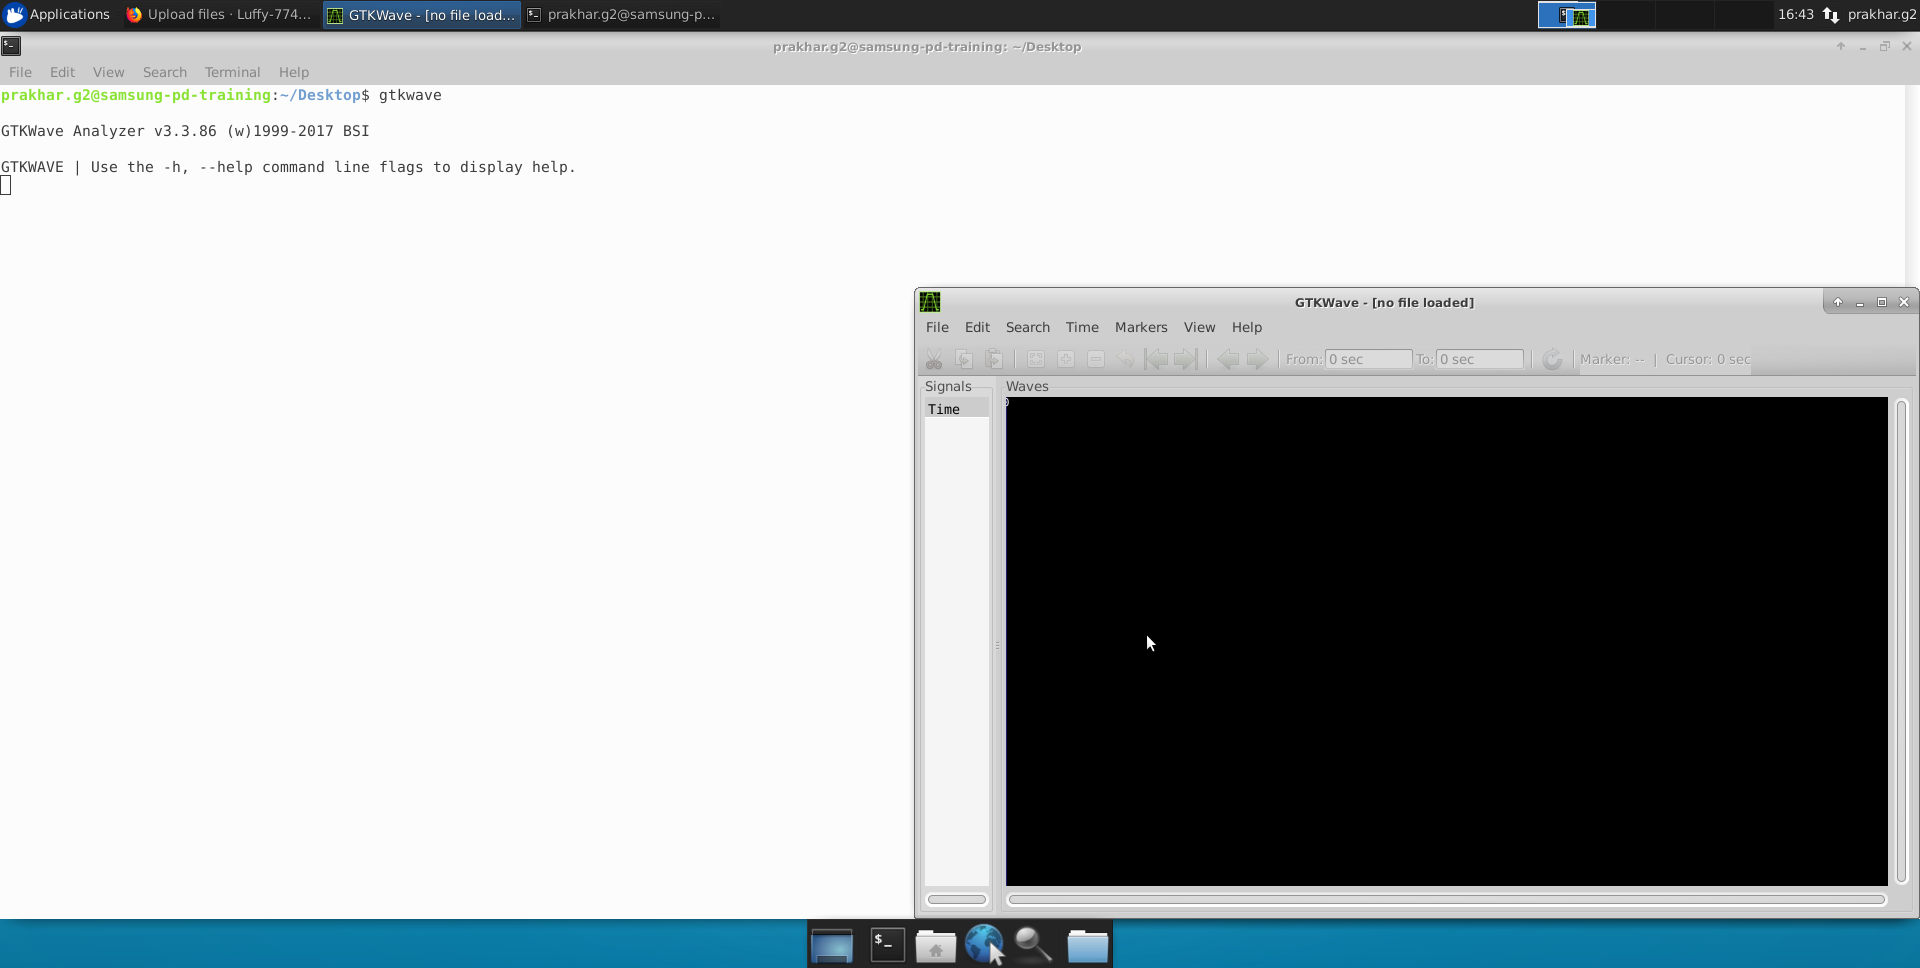 Applications Upload files · Luffy-774... GTKWave - [no file load... prakhar.g2@samsung-p... 16:43 prakhar.g2
prakhar.g2@samsung-pd-training: ~/Desktop
File Edit View Search Terminal Help
prakhar.g2@samsung-pd-training:~/Desktop$ gtkwave
GTKWave Analyzer v3.3.86 (w)1999-2017 BSI
GTKWAVE | Use the -h, --help command line flags to display help.
GTKWave - [no file loaded]
File Edit Search Time Markers View Help
From: 0 sec To: 0 sec Marker: -- | Cursor: 0 sec
Signals Waves
Time
$_